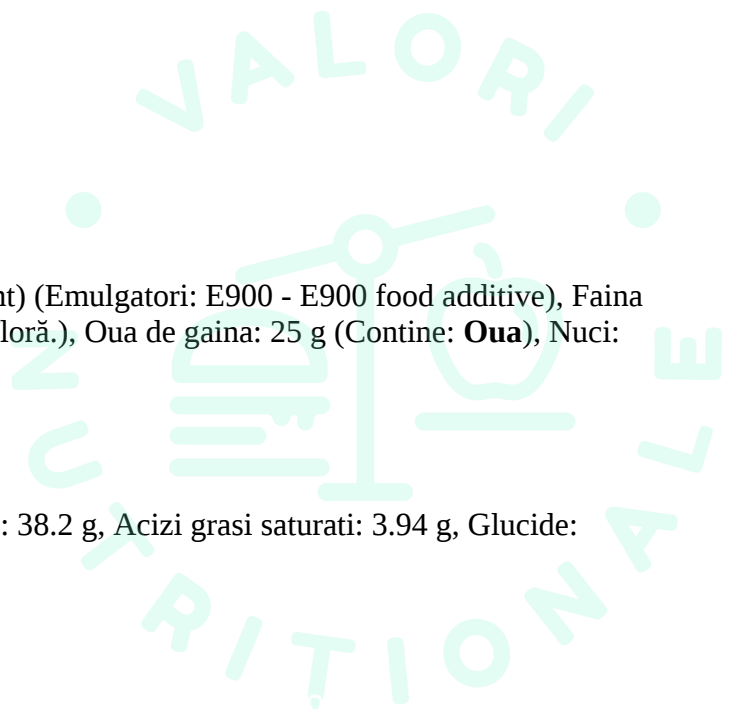 VALORI
nt) (Emulgatori: E900 - E900 food additive), Faina
loră.), Oua de gaina: 25 g (Contine: Oua), Nuci:
: 38.2 g, Acizi grasi saturati: 3.94 g, Glucide:
NUTRITIONALE